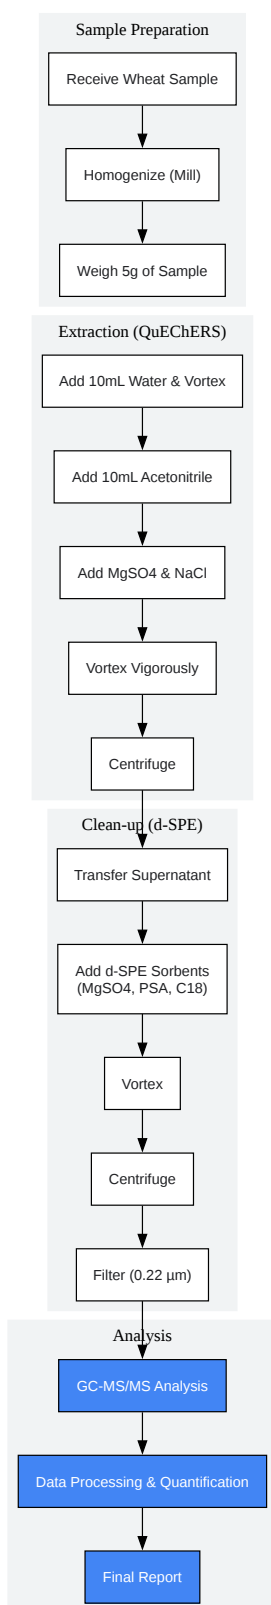 Sample Preparation
Receive Wheat Sample
Homogenize (Mill)
Weigh 5g of Sample
Extraction (QuEChERS)
Add 10mL Water & Vortex
Add 10mL Acetonitrile
Add MgSO4 & NaCl
Vortex Vigorously
Centrifuge
Clean-up (d-SPE)
Transfer Supernatant
Add d-SPE Sorbents
(MgSO4, PSA, C18)
Vortex
Centrifuge
Filter (0.22 µm)
Analysis
GC-MS/MS Analysis
Data Processing & Quantification
Final Report